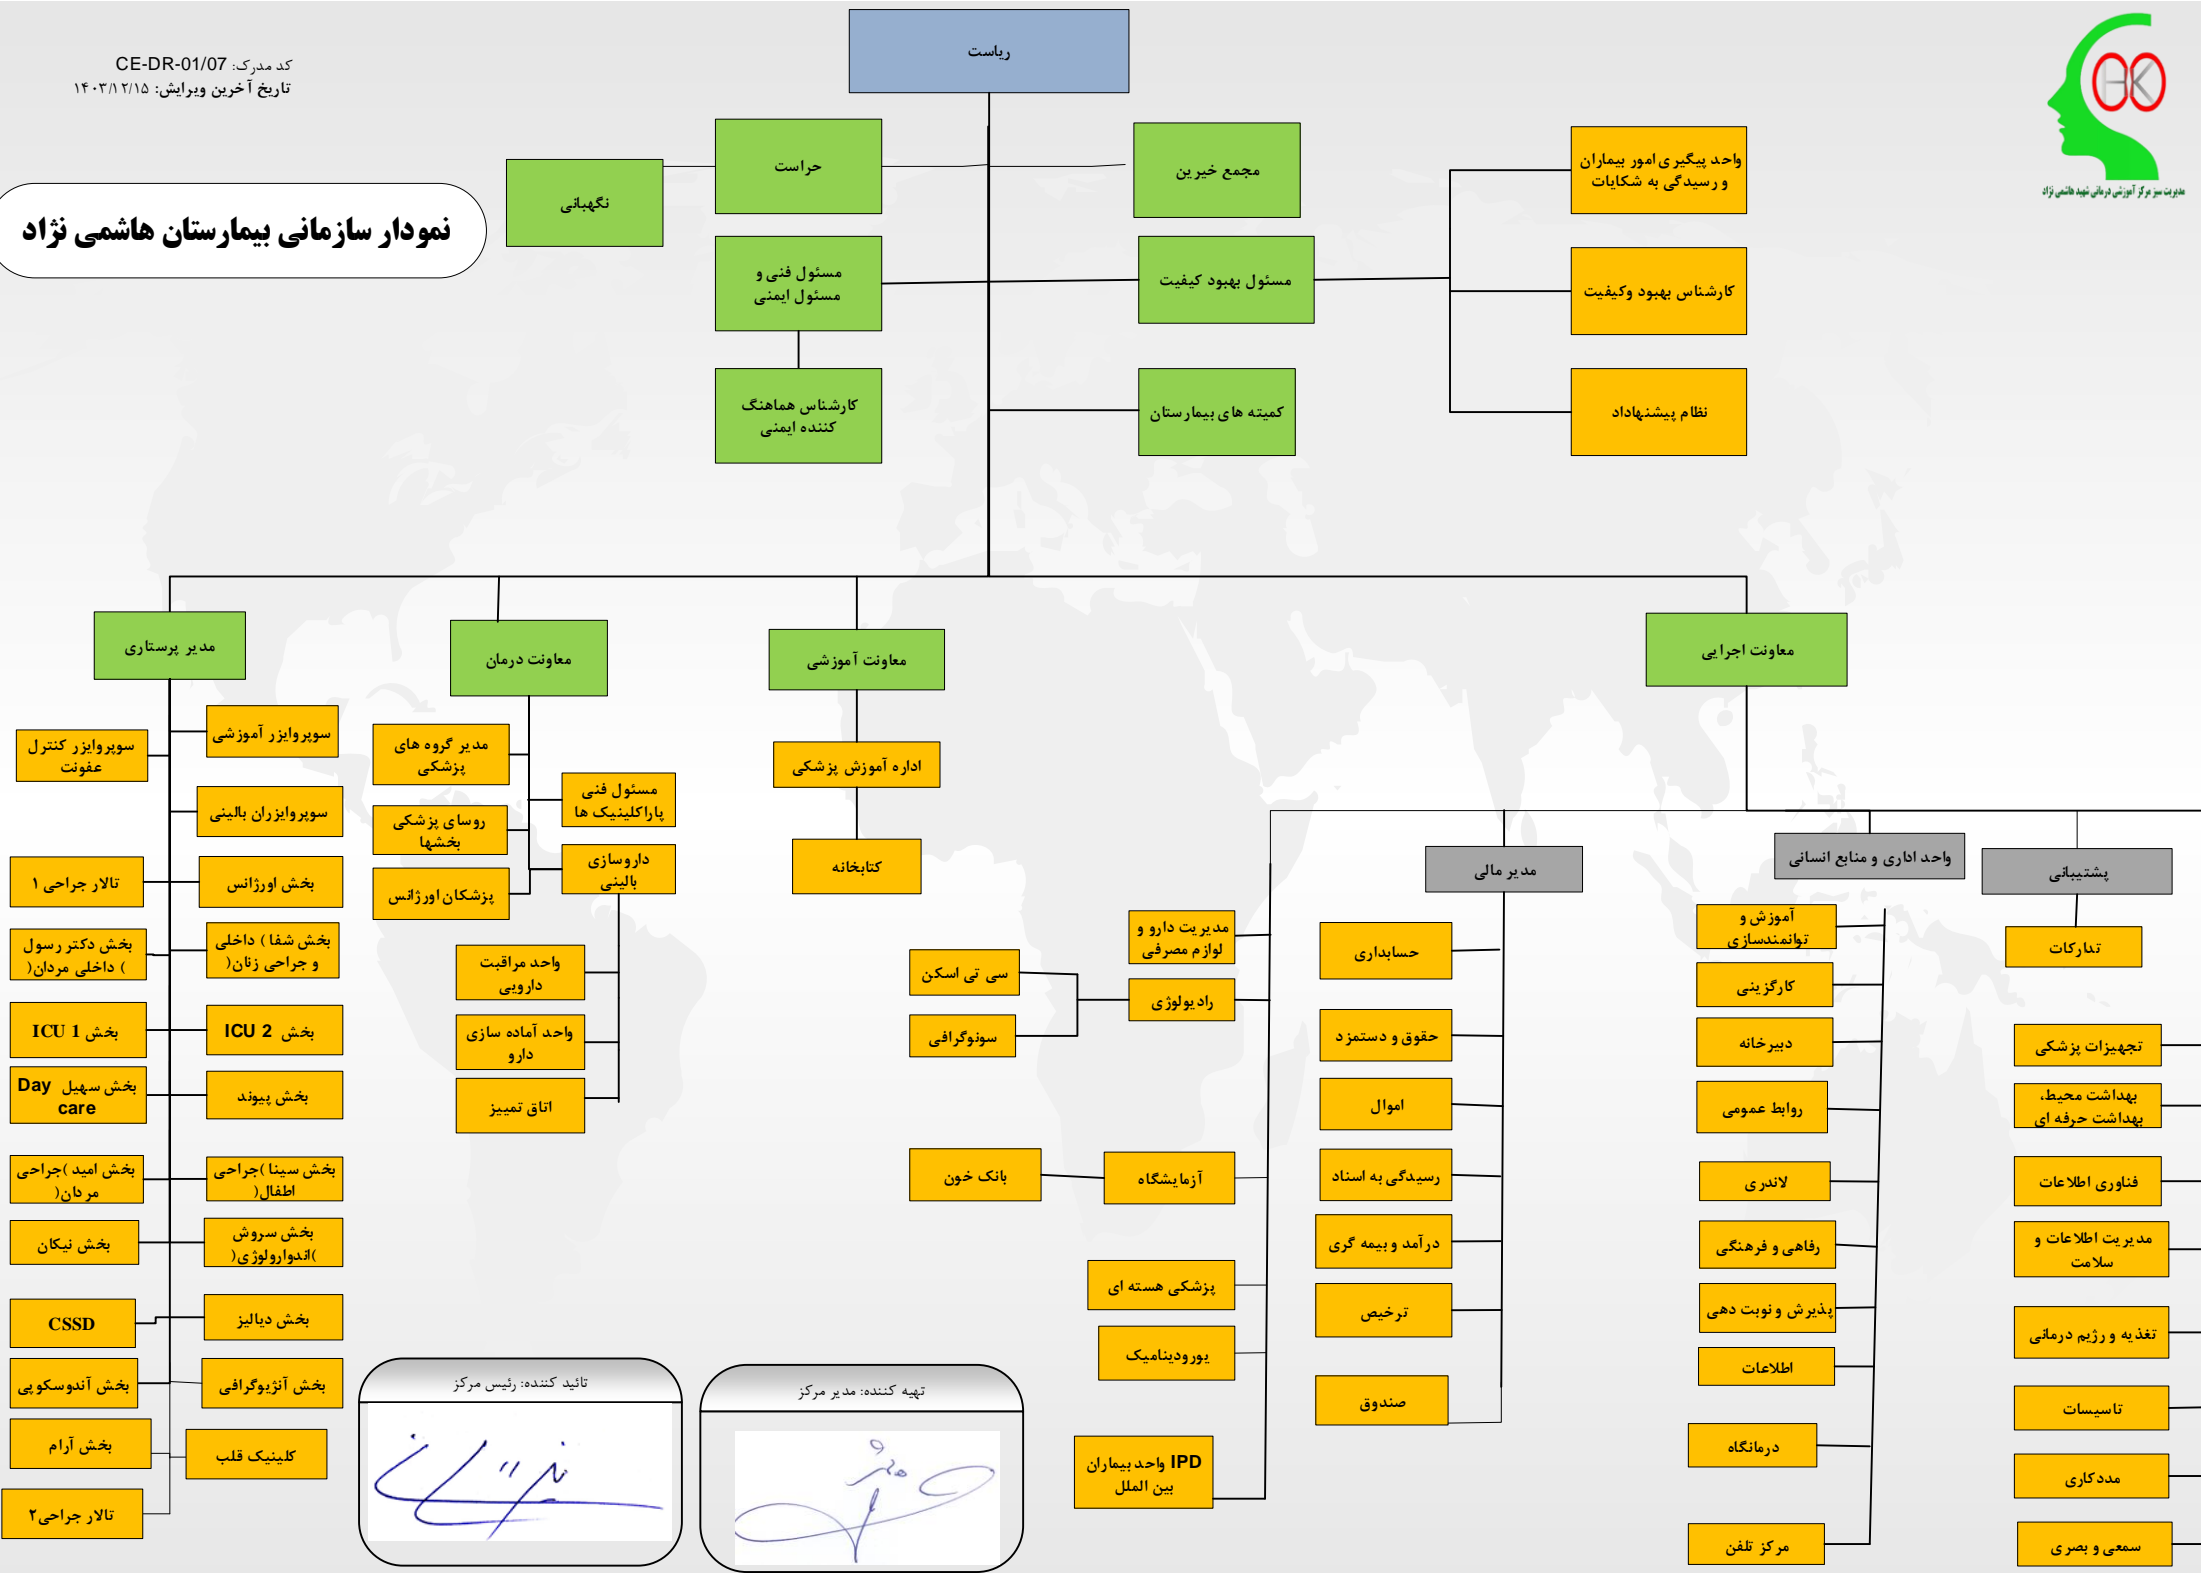 ریاست
کد مدرک: CE-DR-01/07
تاریخ آخرین ویرایش: ۱۴۰۳/۱۲/۱۵
مدیریت سبز مرکز آموزشی درمانی شهید هاشمی نژاد
نمودار سازمانی بیمارستان هاشمی نژاد
مجمع خیرین
حراست
نگهبانی
واحد پیگیری امور بیماران
و رسیدگی به شکایات
مسئول بهبود کیفیت
مسئول فنی و
مسئول ایمنی
کارشناس بهبود وکیفیت
کمیته های بیمارستان
کارشناس هماهنگ
کننده ایمنی
نظام پیشنهاداد
معاونت اجرایی
معاونت آموزشی
معاونت درمان
مدیر پرستاری
پشتیبانی
واحد اداری و منابع انسانی
مدیر مالی
تدارکات
تجهیزات پزشکی
بهداشت محیط،
بهداشت حرفه ای
فناوری اطلاعات
مدیریت اطلاعات و
سلامت
تغذیه و رژیم درمانی
تاسیسات
مددکاری
سمعی و بصری
آموزش و
توانمندسازی
کارگزینی
دبیرخانه
روابط عمومی
لاندری
رفاهی و فرهنگی
پذیرش و نوبت دهی
اطلاعات
درمانگاه
مرکز تلفن
حسابداری
حقوق و دستمزد
اموال
رسیدگی به اسناد
درآمد و بیمه گری
ترخیص
صندوق
مدیریت دارو و
لوازم مصرفی
رادیولوژی
سی تی اسکن
سونوگرافی
آزمایشگاه
بانک خون
پزشکی هسته ای
یورودینامیک
IPD واحد بیماران
بین الملل
اداره آموزش پزشکی
کتابخانه
مدیر گروه های
پزشکی
مسئول فنی
پاراکلینیک ها
روسای پزشکی
بخشها
داروسازی
بالینی
پزشکان اورژانس
واحد مراقبت
دارویی
واحد آماده سازی
دارو
اتاق تمییز
سوپروایزر آموزشی
سوپروایزر کنترل
عفونت
سوپروایزران بالینی
بخش اورژانس
تالار جراحی ۱
بخش شفا ) داخلی
و جراحی زنان(
بخش دکتر رسول
) داخلی مردان(
بخش ICU 2
بخش ICU 1
بخش پیوند
بخش سهیل Day
care
بخش سینا )جراحی
اطفال(
بخش امید )جراحی
مردان(
بخش سروش
)اندوارولوژی(
بخش نیکان
بخش دیالیز
CSSD
بخش آنژیوگرافی
بخش آندوسکوپی
کلینیک قلب
بخش آرام
تالار جراحی۲
تهیه کننده: مدیر مرکز
تائید کننده: رئیس مرکز